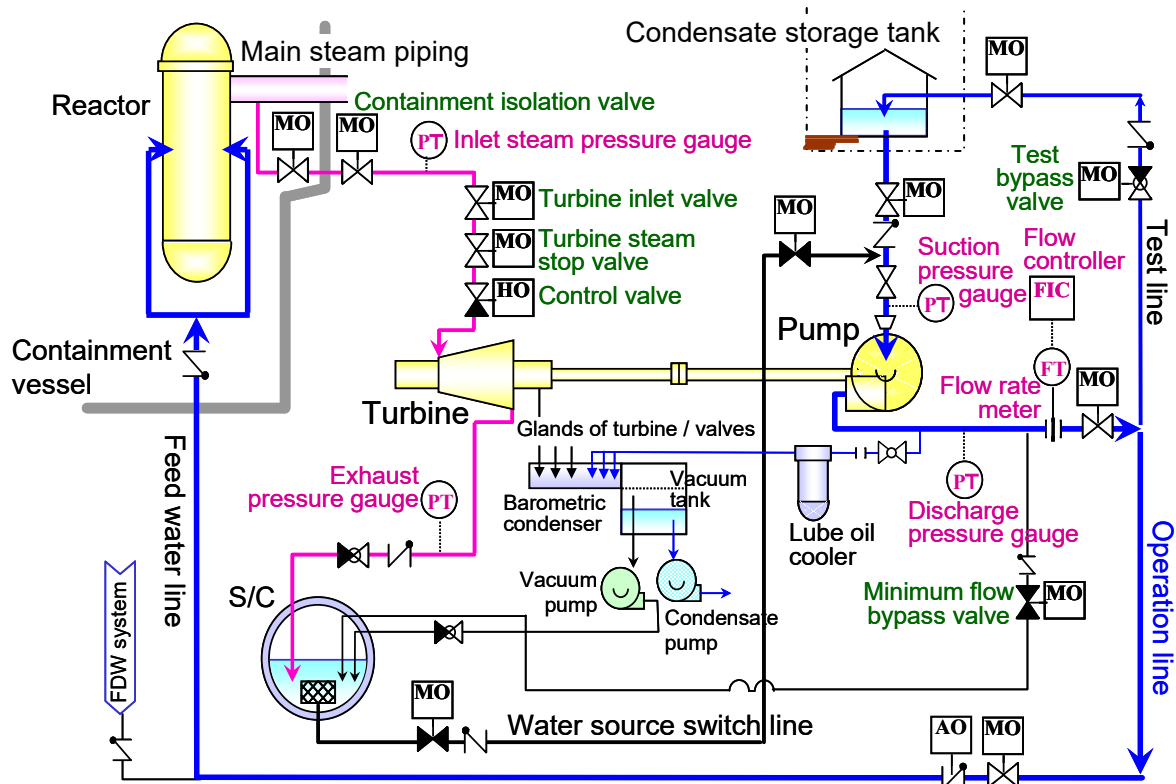 Condensate storage tank
MO
Main steam piping
Reactor
Containment isolation valve
MO
MO
PT
Inlet steam pressure gauge
MO
Turbine inlet valve
MO
Turbine steam
stop valve
HO
Control valve
MO
MO
Test
bypass
valve
MO
Test line
Suction
pressure
gauge
PT
Flow
controller
FIC
FT
Flow rate
meter
MO
Pump
Containment
vessel
Turbine
Glands of turbine / valves
Barometric
condenser
Vacuum
tank
Lube oil
cooler
PT
Discharge
pressure gauge
Exhaust
pressure gauge
PT
Feed water line
Operation line
S/C
Vacuum
pump
Condensate
pump
Minimum flow
bypass valve
MO
FDW system
MO
Water source switch line
AO
MO